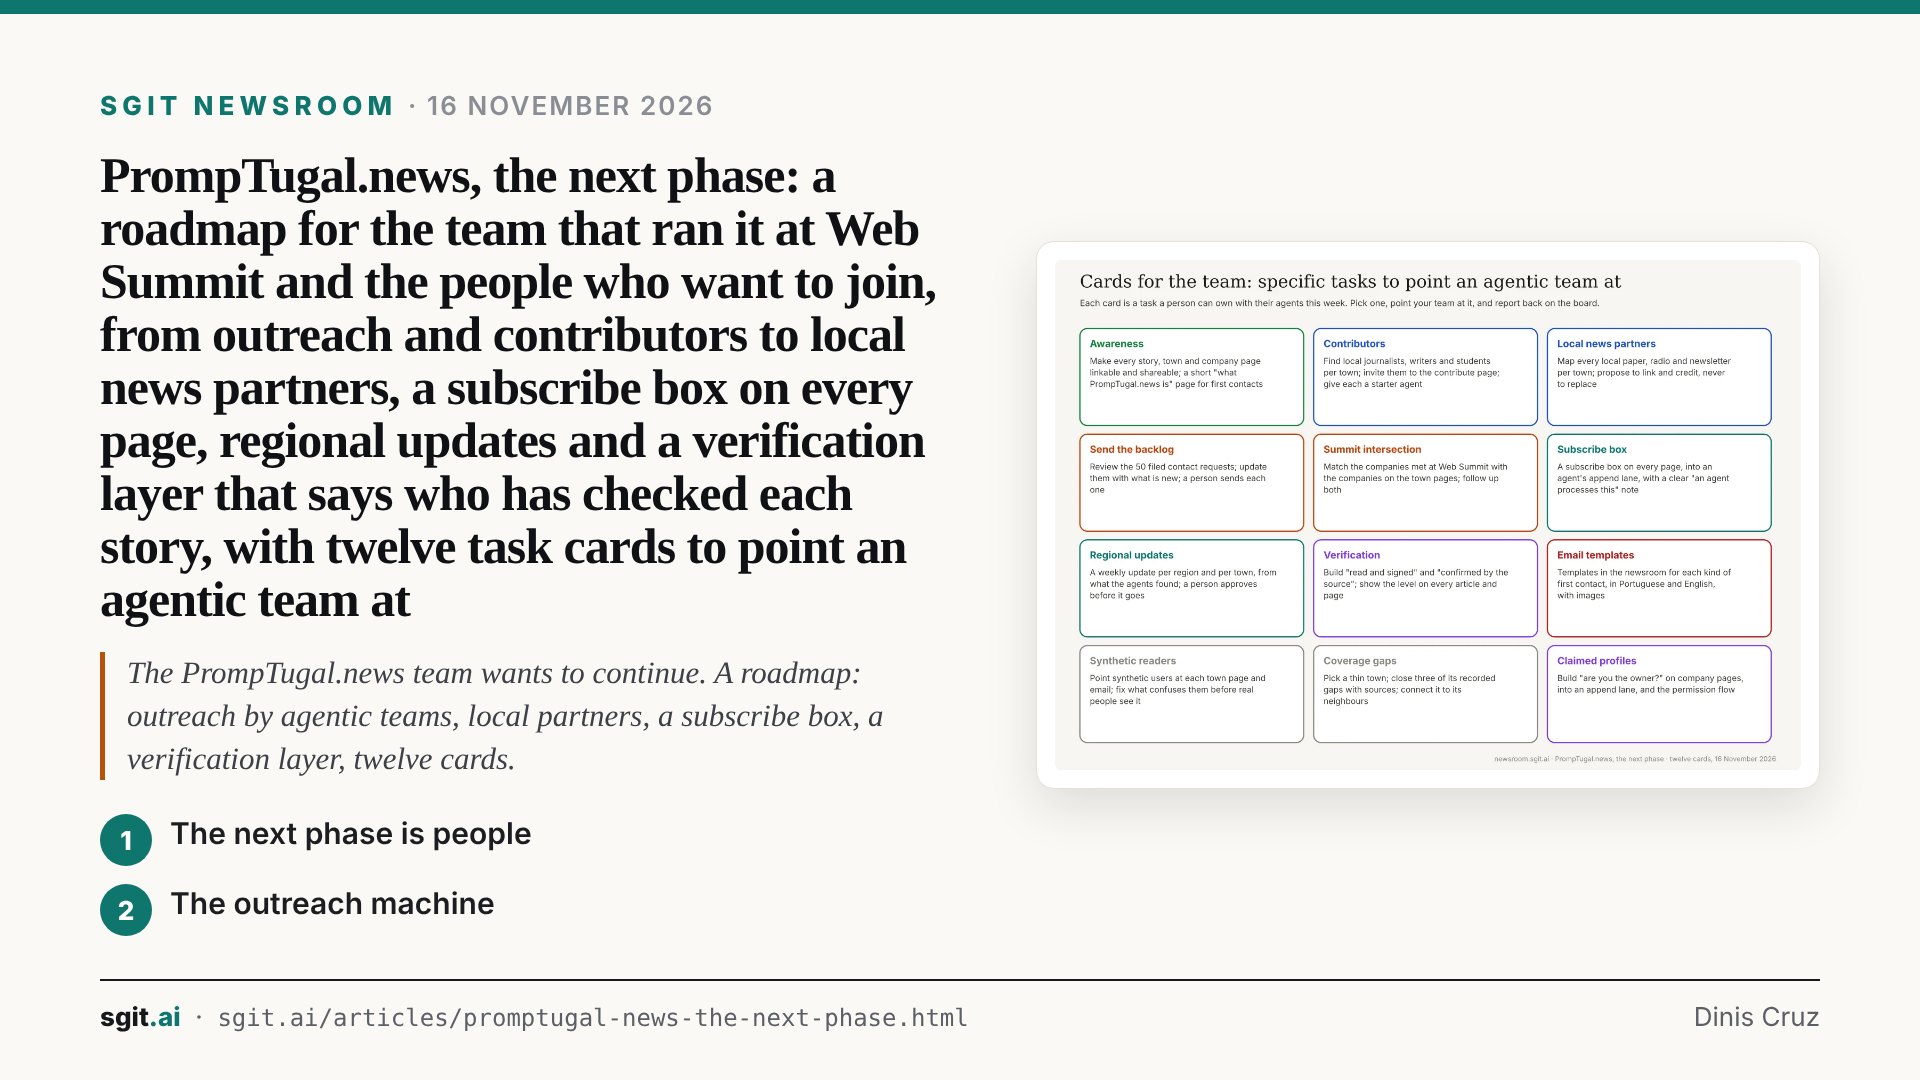 SGIT NEWSROOM · 16 NOVEMBER 2026
PrompTugal.news, the next phase: a
roadmap for the team that ran it at Web
Summit and the people who want to join,
from outreach and contributors to local
news partners, a subscribe box on every
page, regional updates and a verification
layer that says who has checked each
story, with twelve task cards to point an
agentic team at
The PrompTugal.news team wants to continue. A roadmap:
outreach by agentic teams, local partners, a subscribe box, a
verification layer, twelve cards.
1 The next phase is people
2 The outreach machine
Cards for the team: specific tasks to point an agentic team at
Each card is a task a person can own with their agents this week. Pick one, point your team at it, and report back on the board.
Awareness
Make every story, town and company page
linkable and shareable; a short "what
PrompTugal.news is" page for first contacts
Contributors
Find local journalists, writers and students
per town; invite them to the contribute page;
give each a starter agent
Local news partners
Map every local paper, radio and newsletter
per town; propose to link and credit, never
to replace
Send the backlog
Review the 50 filed contact requests; update
them with what is new; a person sends each
one
Summit intersection
Match the companies met at Web Summit with
the companies on the town pages; follow up
both
Subscribe box
A subscribe box on every page, into an
agent's append lane, with a clear "an agent
processes this" note
Regional updates
A weekly update per region and per town, from
what the agents found; a person approves
before it goes
Verification
Build "read and signed" and "confirmed by the
source"; show the level on every article and
page
Email templates
Templates in the newsroom for each kind of
first contact, in Portuguese and English,
with images
Synthetic readers
Point synthetic users at each town page and
email; fix what confuses them before real
people see it
Coverage gaps
Pick a thin town; close three of its recorded
gaps with sources; connect it to its
neighbours
Claimed profiles
Build "are you the owner?" on company pages,
into an append lane, and the permission flow
newsroom.sgit.ai · PrompTugal.news, the next phase · twelve cards, 16 November 2026
sgit.ai · sgit.ai/articles/promptugal-news-the-next-phase.html
Dinis Cruz